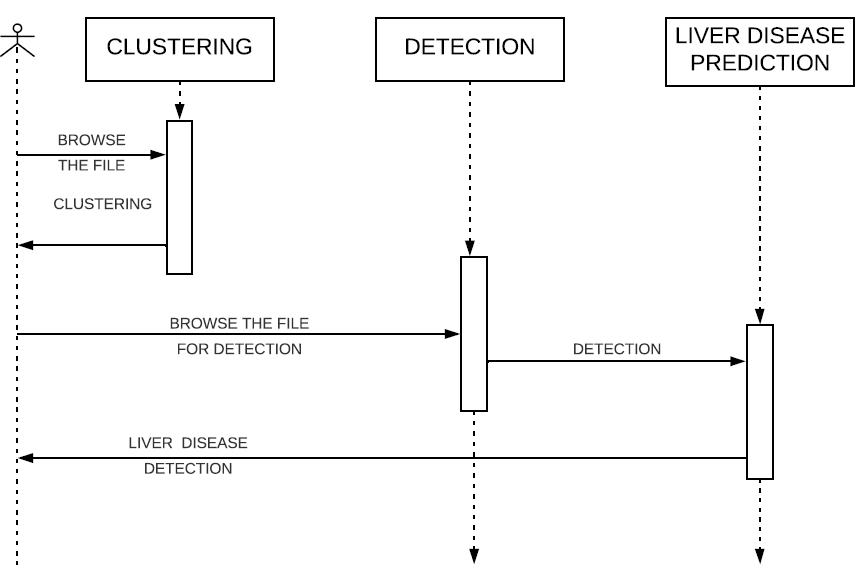 CLUSTERING
DETECTION
LIVER DISEASE
PREDICTION
BROWSE
THE FILE
CLUSTERING
BROWSE THE FILE
FOR DETECTION
DETECTION
LIVER  DISEASE
DETECTION